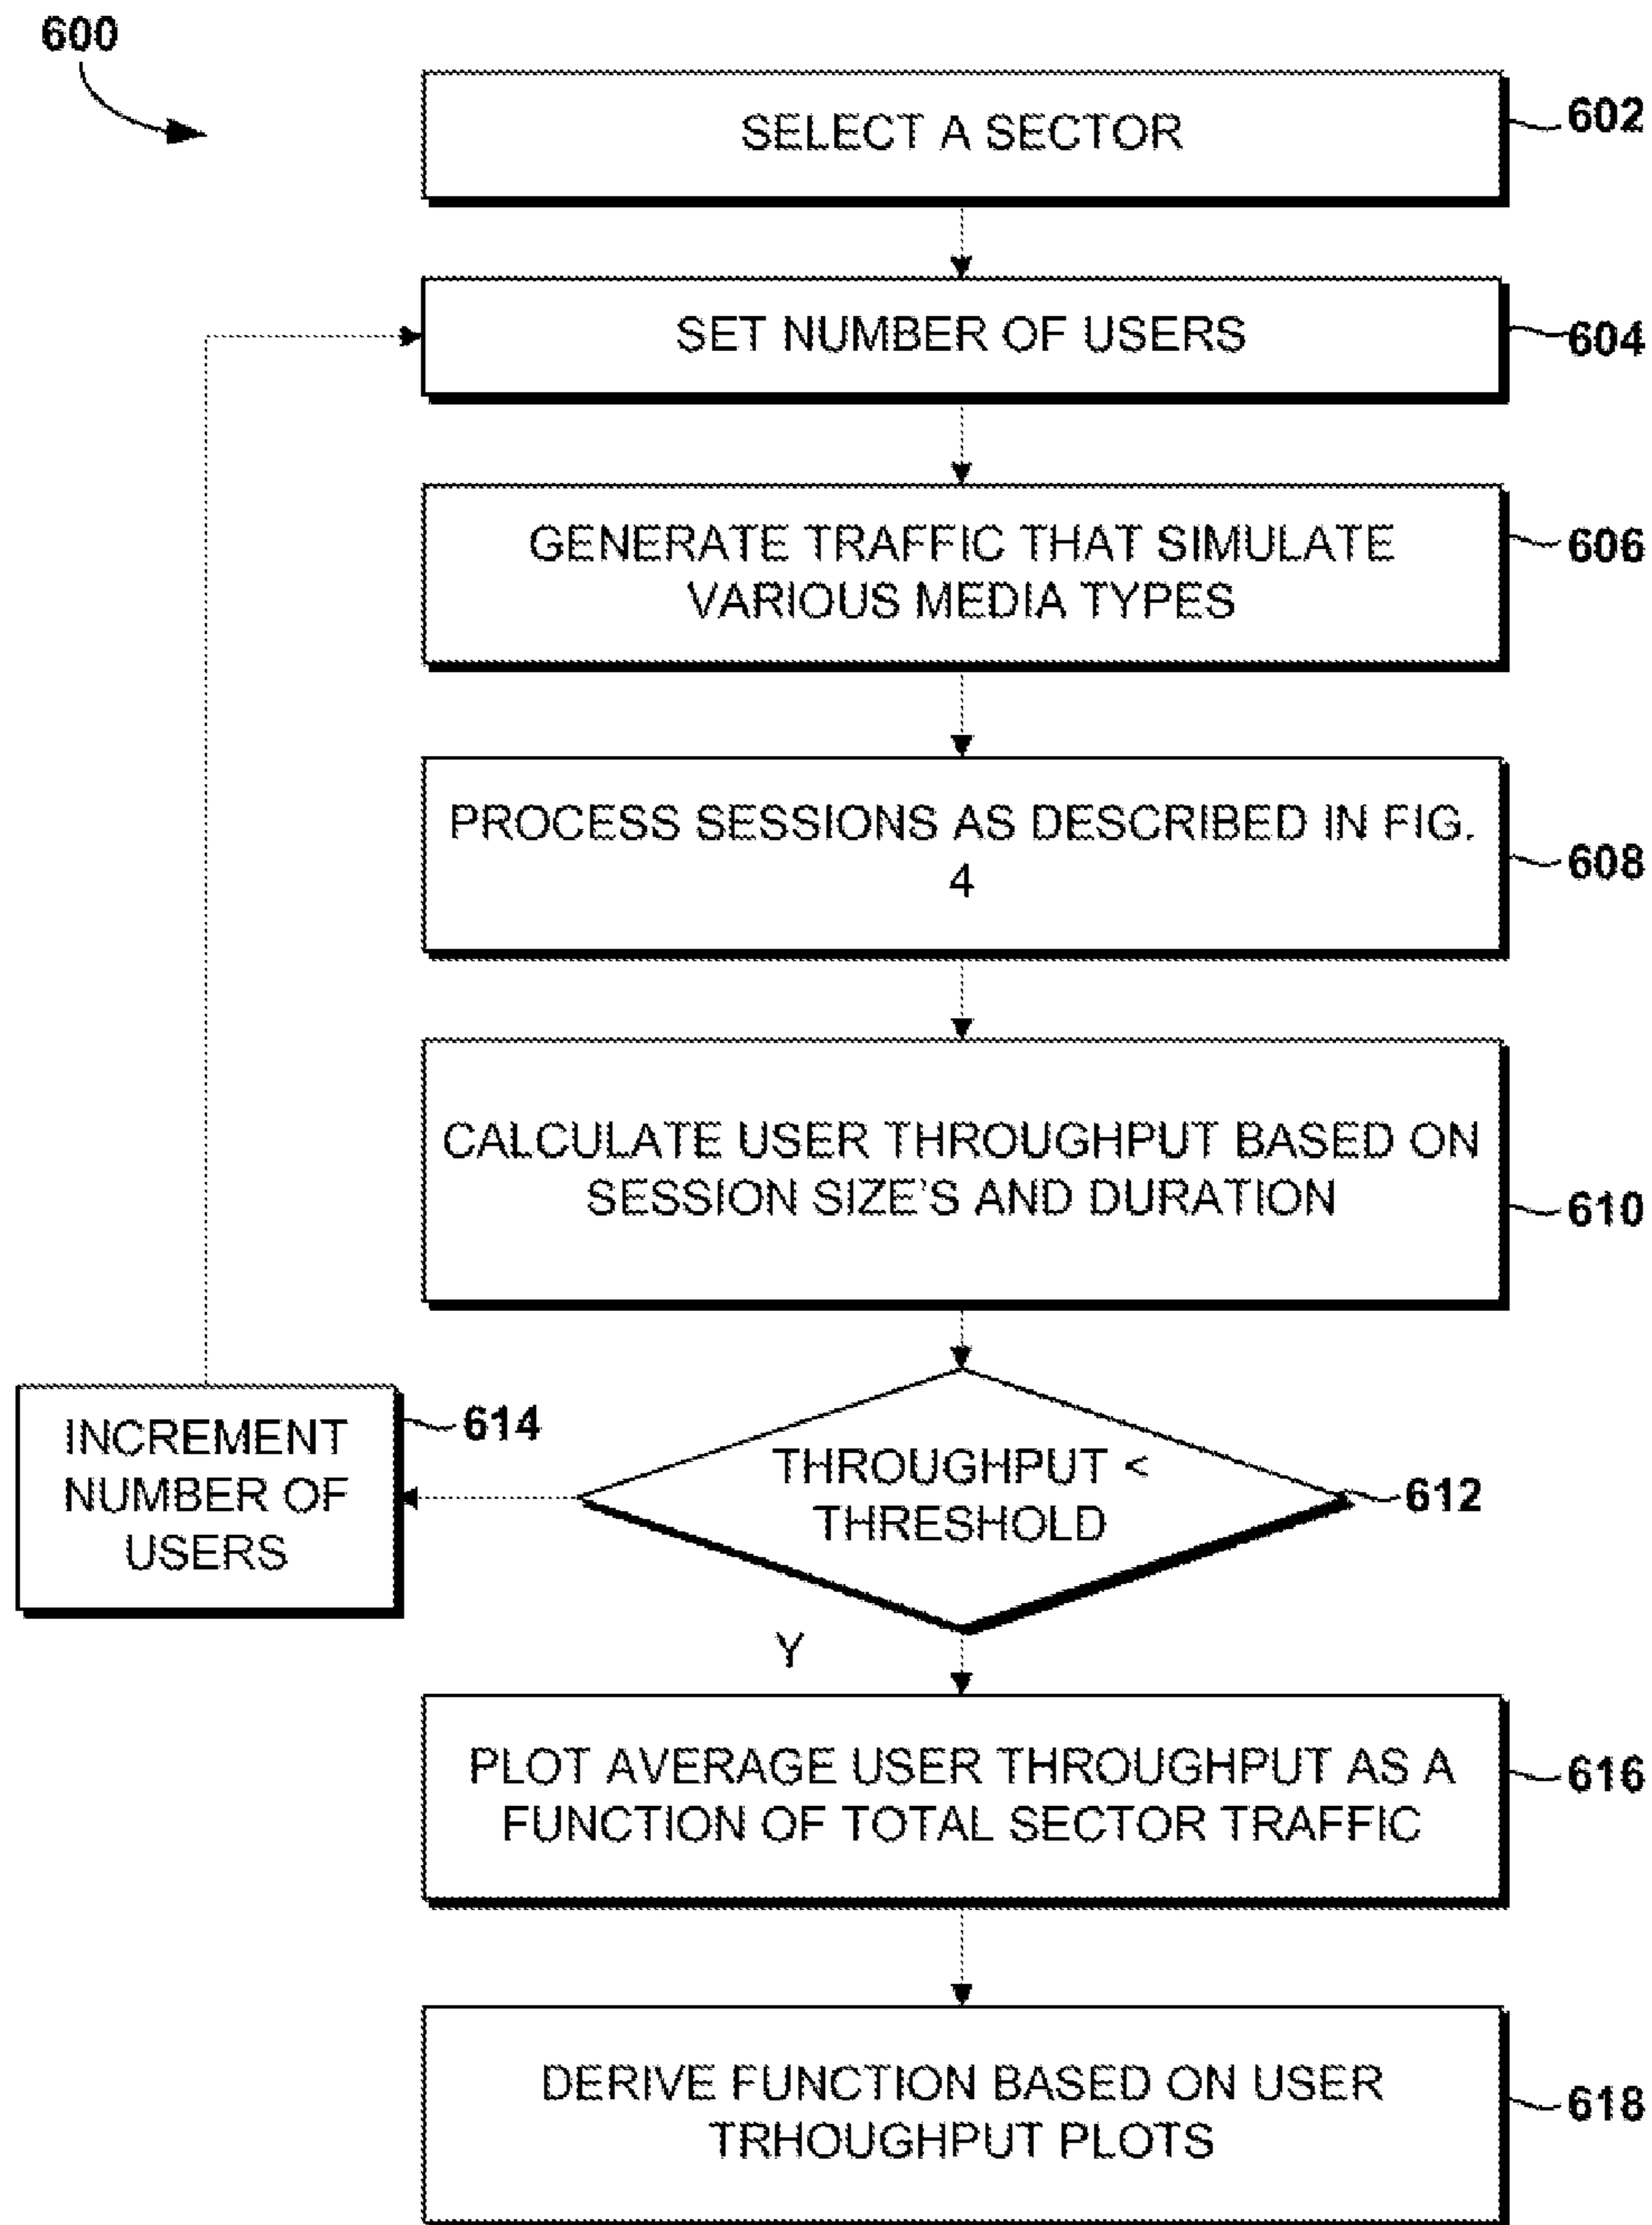 600
SELECT A SECTOR
602
SET NUMBER OF USERS
604
GENERATE TRAFFIC THAT SIMULATE
VARIOUS MEDIA TYPES
606
PROCESS SESSIONS AS DESCRIBED IN FIG.
4
608
CALCULATE USER THROUGHPUT BASED ON
SESSION SIZE'S AND DURATION
610
INCREMENT
NUMBER OF
USERS
614
THROUGHPUT <
THRESHOLD
612
Y
PLOT AVERAGE USER THROUGHPUT AS A
FUNCTION OF TOTAL SECTOR TRAFFIC
616
DERIVE FUNCTION BASED ON USER
TRHOUGHPUT PLOTS
618